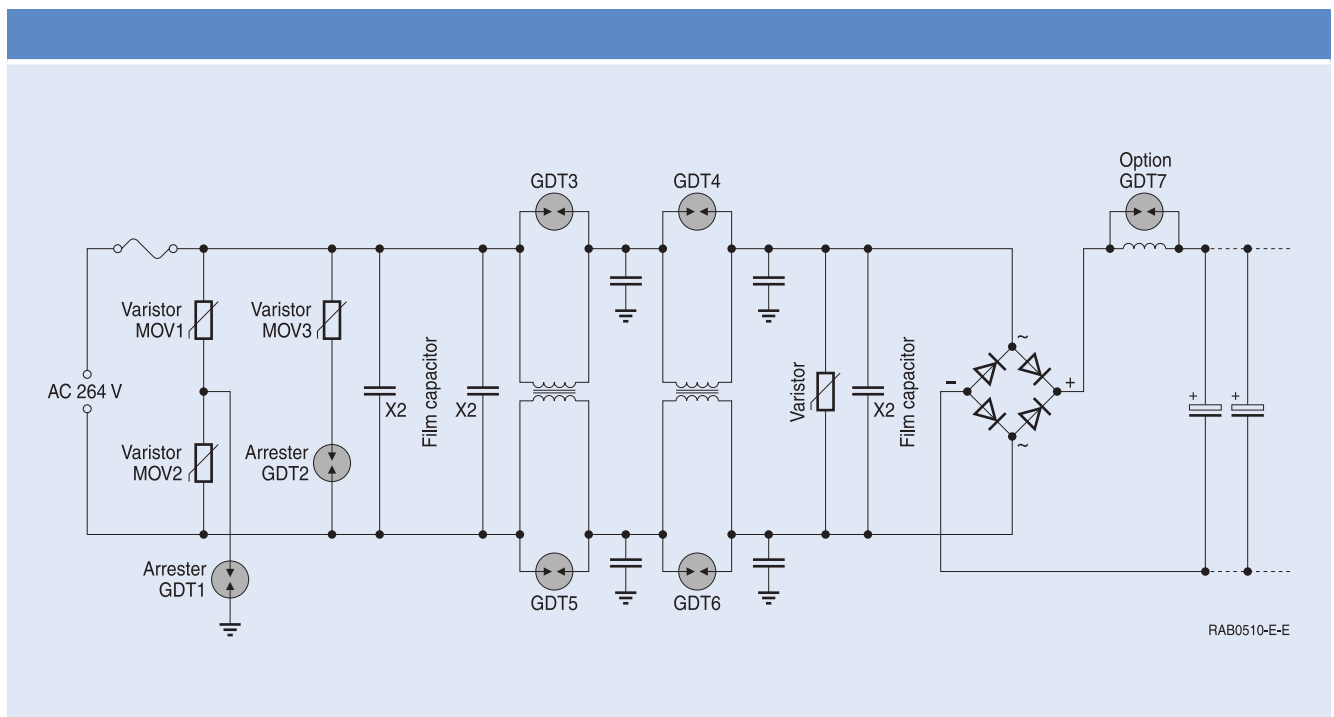 Option
GDT7
GDT3
GDT4
Varistor
MOV1
Varistor
MOV3
AC 264 V
X2
Film capacitor
X2
Varistor
X2
Film capacitor
~
-
+
~
+
+
Varistor
MOV2
Arrester
GDT2
Arrester
GDT1
GDT5
GDT6
RAB0510-E-E